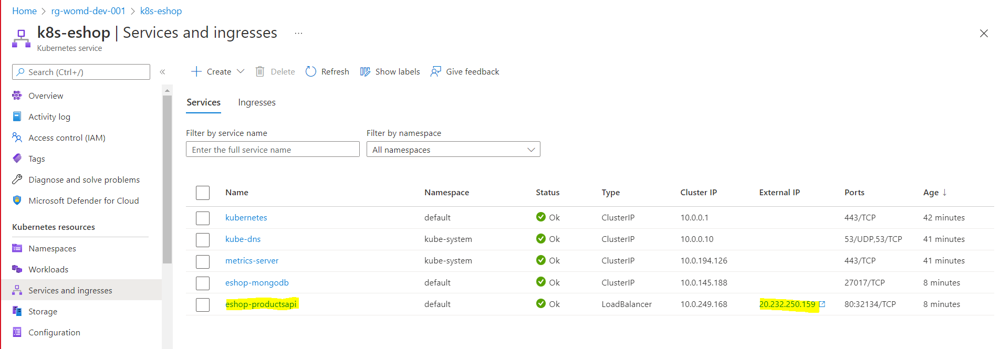 Home > rg-womd-dev-001 > k8s-eshop
k8s-eshop | Services and ingresses ...
Kubernetes service
Search (Ctrl+/)
«
Create
Delete
Refresh
Show labels
Give feedback
Overview
Activity log
Access control (IAM)
Tags
Diagnose and solve problems
Microsoft Defender for Cloud
Kubernetes resources
Namespaces
Workloads
Services and ingresses
Storage
Configuration
Services Ingresses
Filter by service name Filter by namespace
Enter the full service name All namespaces
Name Namespace Status Type Cluster IP External IP Ports Age ↓
kubernetes default Ok ClusterIP 10.0.0.1 443/TCP 42 minutes
kube-dns kube-system Ok ClusterIP 10.0.0.10 53/UDP,53/TCP 41 minutes
metrics-server kube-system Ok ClusterIP 10.0.194.126 443/TCP 41 minutes
eshop-mongodb default Ok ClusterIP 10.0.145.188 27017/TCP 8 minutes
eshop-productsapi default Ok LoadBalancer 10.0.249.168 20.232.250.159 80:32134/TCP 8 minutes